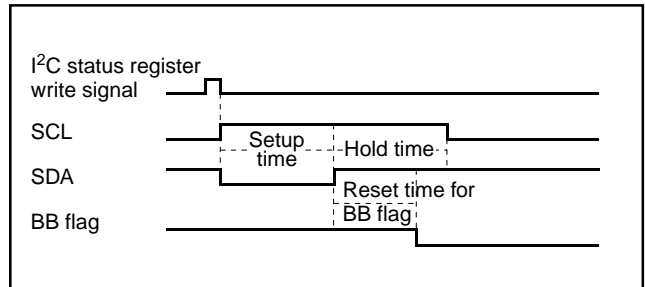 I²C status register
write signal
SCL
Setup
time
Hold time
SDA
Reset time for
BB flag
BB flag